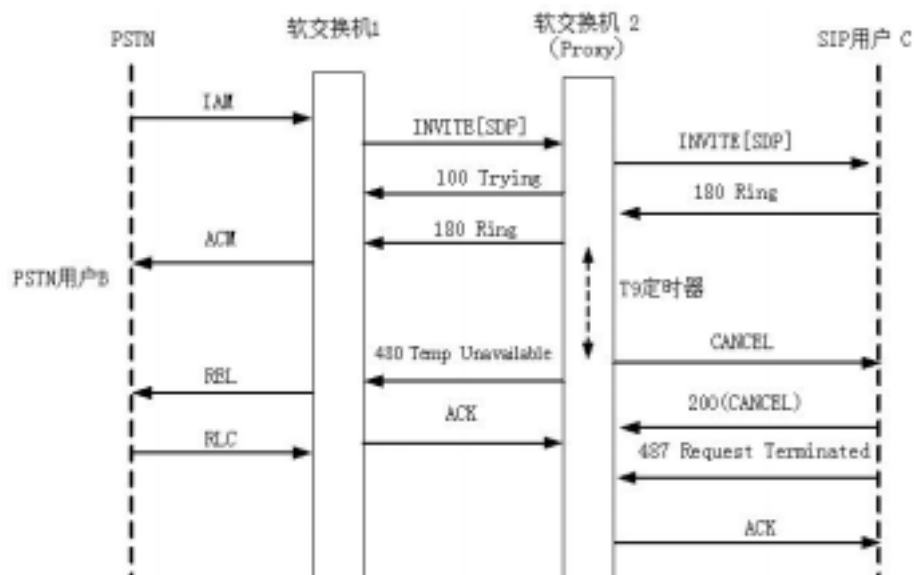 PSTN
软交换机1
软交换机 2
(Proxy)
SIP用户 C
IAM
INVITE[SDP]
INVITE[SDP]
100 Trying
180 Ring
180 Ring
ACM
PSTN用户B
T9定时器
CANCEL
480 Temp Unavailable
REL
200(CANCEL)
ACK
RLC
487 Request Terminated
ACK